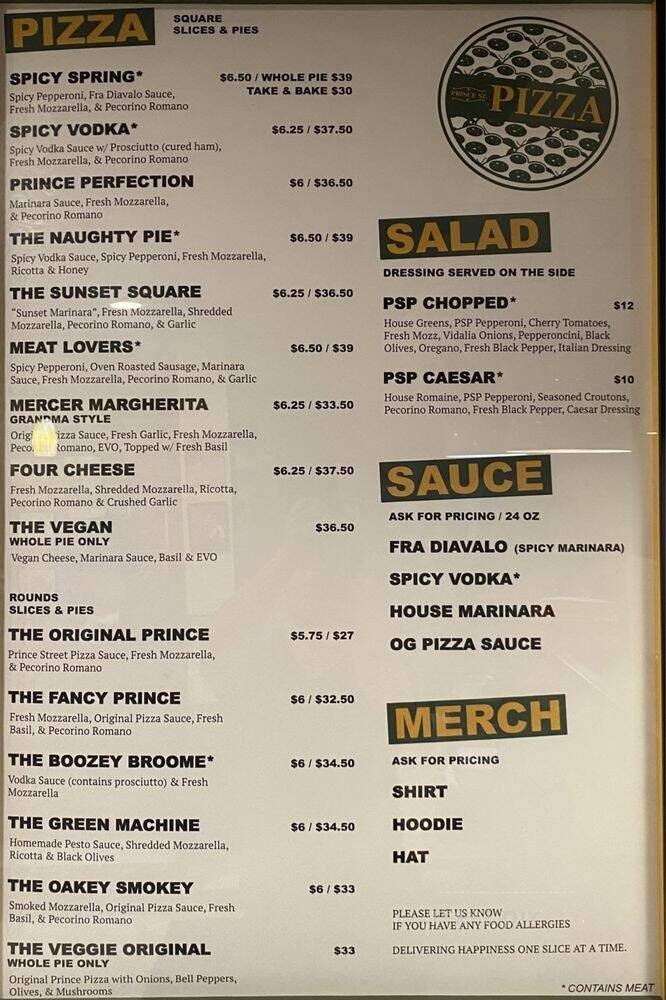 PIZZA
SQUARE
SLICES & PIES
SPICY SPRING* $6.50 / WHOLE PIE $39
TAKE & BAKE $30
Spicy Pepperoni, Fra Diavalo Sauce,
Fresh Mozzarella, & Pecorino Romano
SPICY VODKA* $6.25 / $37.50
Spicy Vodka Sauce w/ Prosciutto (cured ham),
Fresh Mozzarella, & Pecorino Romano
PRINCE PERFECTION $6 / $36.50
Marinara Sauce, Fresh Mozzarella,
& Pecorino Romano
THE NAUGHTY PIE* $6.50 / $39
Spicy Vodka Sauce, Spicy Pepperoni, Fresh Mozzarella,
Ricotta & Honey
THE SUNSET SQUARE $6.25 / $36.50
"Sunset Marinara", Fresh Mozzarella, Shredded
Mozzarella, Pecorino Romano, & Garlic
MEAT LOVERS* $6.50 / $39
Spicy Pepperoni, Oven Roasted Sausage, Marinara
Sauce, Fresh Mozzarella, Pecorino Romano, & Garlic
MERCER MARGHERITA $6.25 / $33.50
GRANDMA STYLE
Pizza Sauce, Fresh Garlic, Fresh Mozzarella,
Romano, EVO, Topped w/ Fresh Basil
FOUR CHEESE $6.25 / $37.50
Fresh Mozzarella, Shredded Mozzarella, Ricotta,
Pecorino Romano & Crushed Garlic
THE VEGAN $36.50
WHOLE PIE ONLY
Vegan Cheese, Marinara Sauce, Basil & EVO
ROUNDS
SLICES & PIES
THE ORIGINAL PRINCE $5.75 / $27
Prince Street Pizza Sauce, Fresh Mozzarella,
& Pecorino Romano
THE FANCY PRINCE $6 / $32.50
Fresh Mozzarella, Original Pizza Sauce, Fresh
Basil, & Pecorino Romano
THE BOOZEY BROOME* $6 / $34.50
Vodka Sauce (contains prosciutto) & Fresh
Mozzarella
THE GREEN MACHINE $6 / $34.50
Homemade Pesto Sauce, Shredded Mozzarella,
Ricotta & Black Olives
THE OAKEY SMOKEY $6 / $33
Smoked Mozzarella, Original Pizza Sauce, Fresh
Basil, & Pecorino Romano
THE VEGGIE ORIGINAL $33
WHOLE PIE ONLY
Original Prince Pizza with Onions, Bell Peppers,
Olives, & Mushrooms
PRINCE ST.
PIZZA
SALAD
DRESSING SERVED ON THE SIDE
PSP CHOPPED* $12
House Greens, PSP Pepperoni, Cherry Tomatoes,
Fresh Mozz, Vidalia Onions, Pepperoncini, Black
Olives, Oregano, Fresh Black Pepper, Italian Dressing
PSP CAESAR* $10
House Romaine, PSP Pepperoni, Seasoned Croutons,
Pecorino Romano, Fresh Black Pepper, Caesar Dressing
SAUCE
ASK FOR PRICING / 24 OZ
FRA DIAVALO (SPICY MARINARA)
SPICY VODKA*
HOUSE MARINARA
OG PIZZA SAUCE
MERCH
ASK FOR PRICING
SHIRT
HOODIE
HAT
PLEASE LET US KNOW
IF YOU HAVE ANY FOOD ALLERGIES
DELIVERING HAPPINESS ONE SLICE AT A TIME.
* CONTAINS MEAT